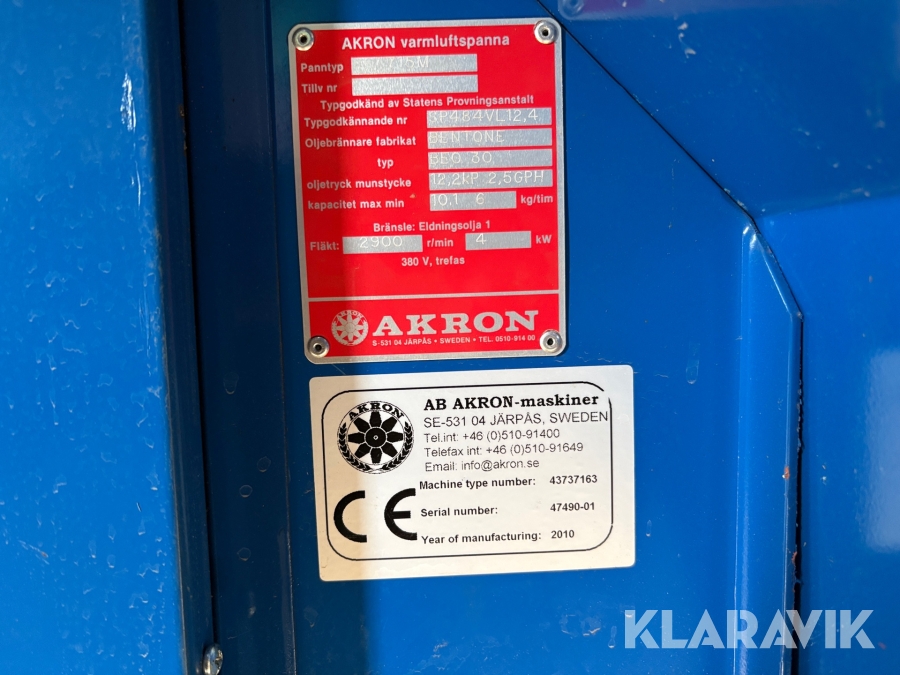 AKRON varmluftspanna
Panntyp
Tillv nr
Typgodkänd av Statens Provningsanstalt
Typgodkännande nr SP484VL12,4
Oljebrännare fabrikat BENTONE
typ
oljetryck munstycke 12,2kP 2,5GPH
kapacitet max min 10,1 6 kg/tim
Bränsle: Eldningsolja 1
Fläkt: 2900 r/min 4 kW
380 V, trefas
AKRON
S-531 04 JÄRPÅS • SWEDEN • TEL. 0510-914 00
AKRON
AB AKRON-maskiner
SE-531 04 JÄRPÅS, SWEDEN
Tel.int: +46 (0)510-91400
Telefax int: +46 (0)510-91649
Email: info@akron.se
Machine type number: 43737163
CE
Serial number: 47490-01
Year of manufacturing: 2010
KLARAVIK